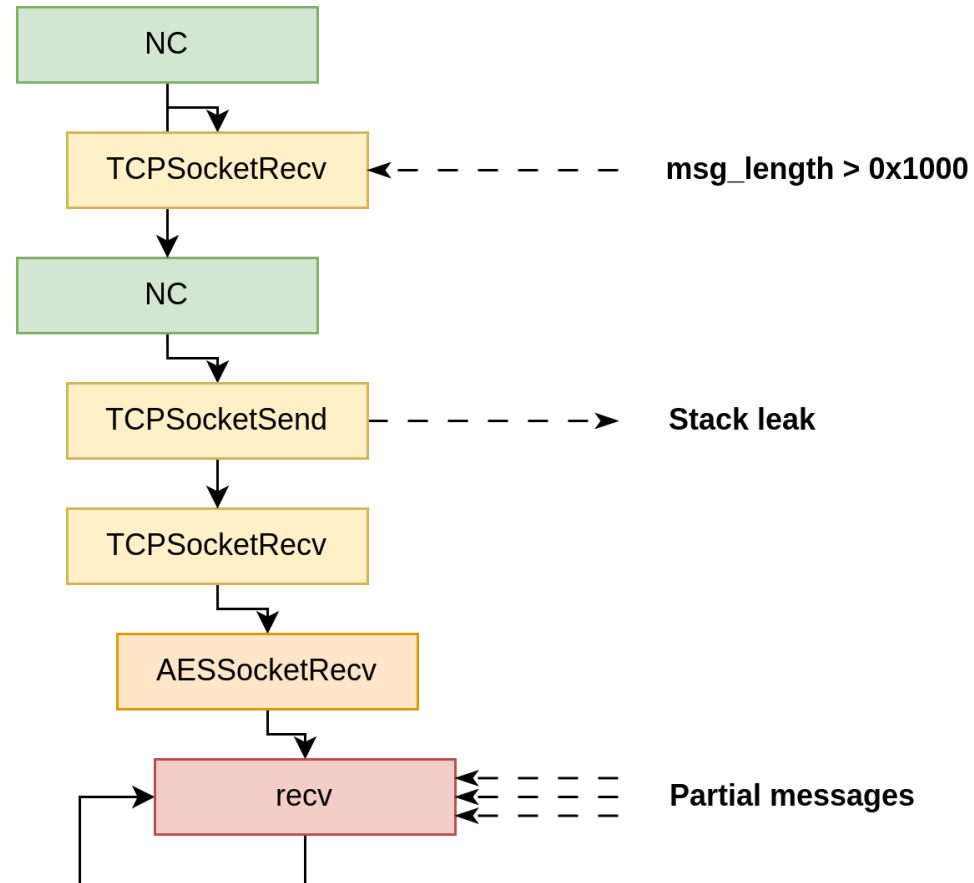 NC
TCPSocketRecv
msg_length > 0x1000
NC
TCPSocketSend
Stack leak
TCPSocketRecv
AESSocketRecv
recv
Partial messages